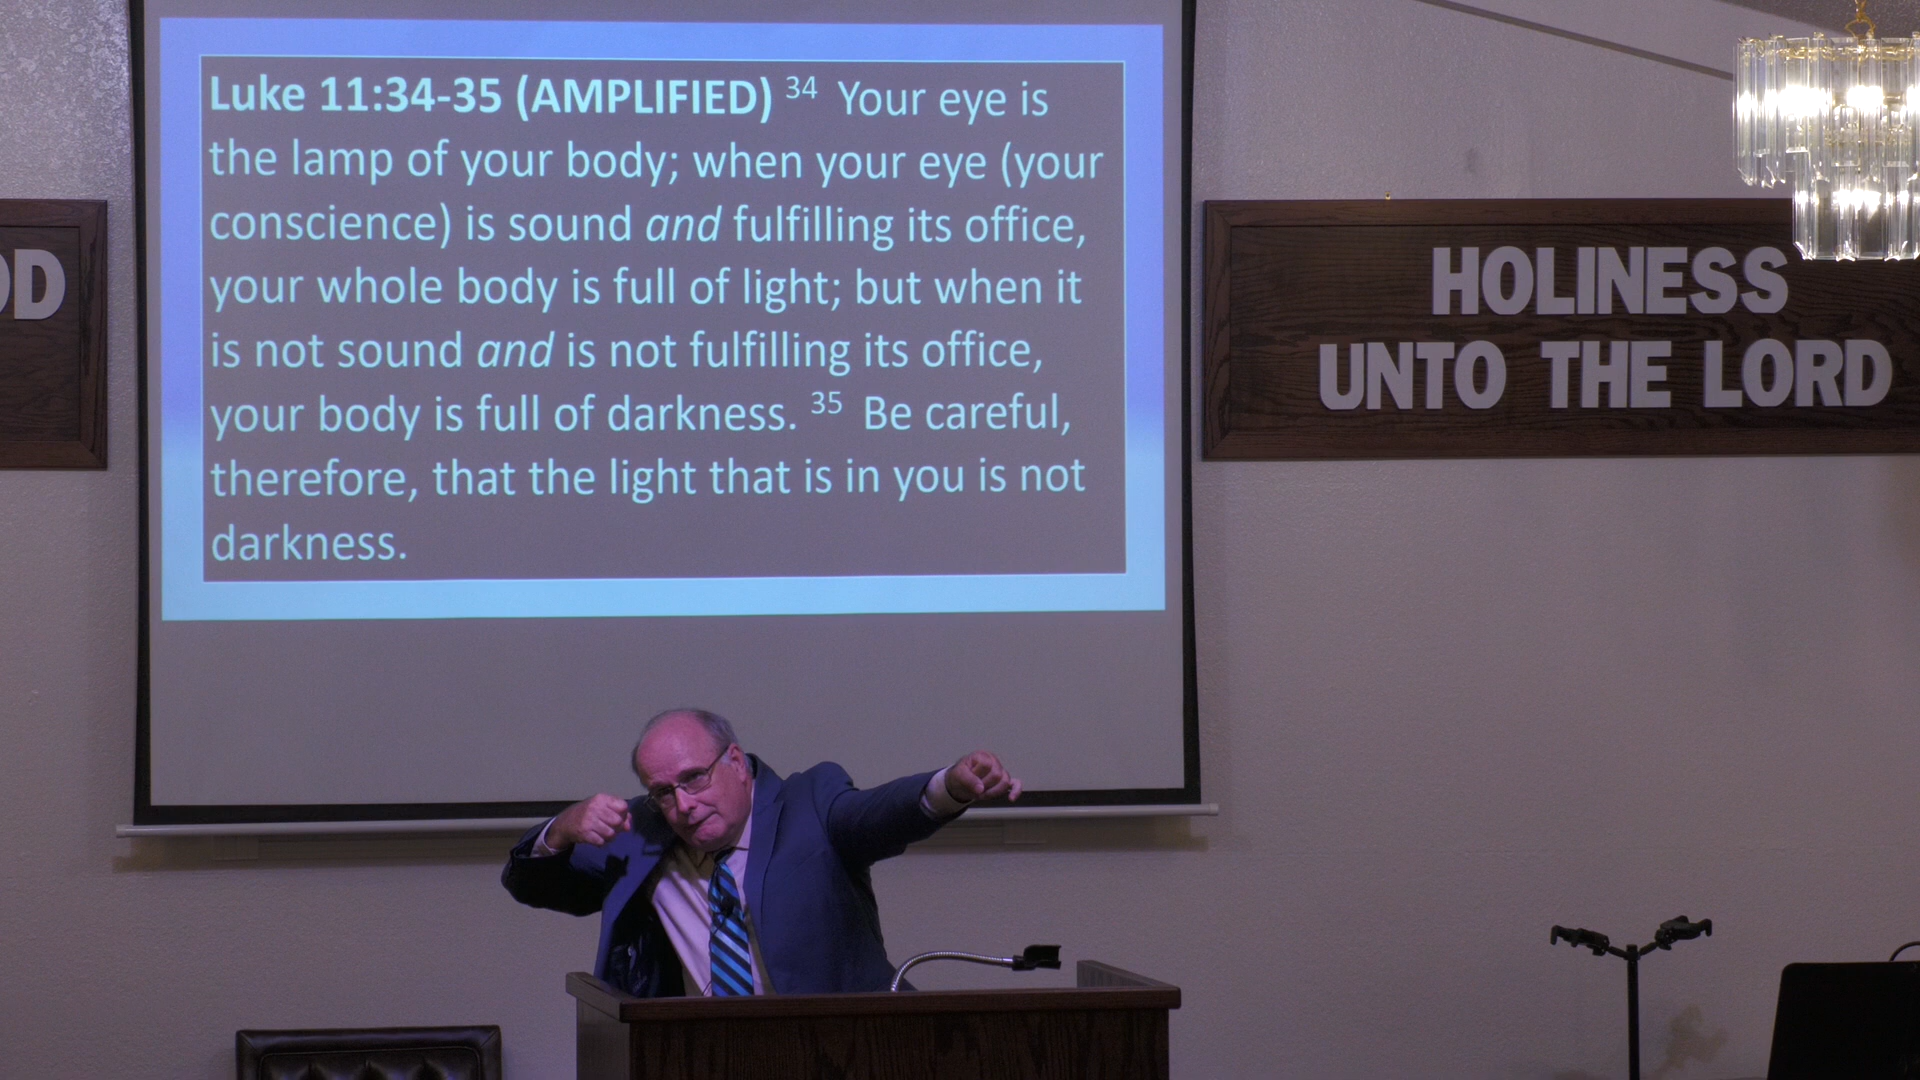 Luke 11:34-35 (AMPLIFIED) 34 Your eye is
the lamp of your body; when your eye (your
conscience) is sound and fulfilling its office,
your whole body is full of light; but when it
is not sound and is not fulfilling its office,
your body is full of darkness. 35 Be careful,
therefore, that the light that is in you is not
darkness.
HOLINESS
UNTO THE LORD